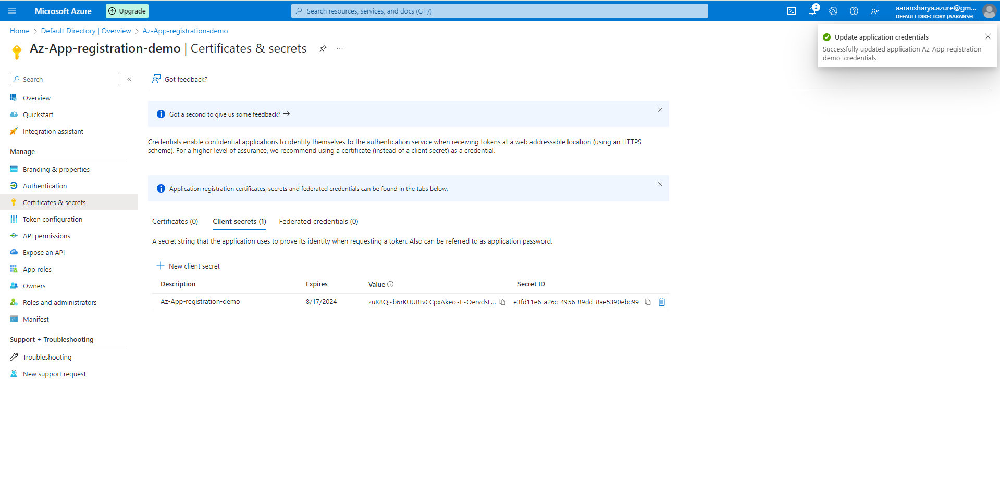 Microsoft Azure
Upgrade
Search resources, services, and docs (G+/)
2
aaransharya.azure@gm...
DEFAULT DIRECTORY (AARANSH...
Home > Default Directory | Overview > Az-App-registration-demo
Az-App-registration-demo | Certificates & secrets
...
Update application credentials
Successfully updated application Az-App-registration-
demo credentials
Search
«
Overview
Quickstart
Integration assistant
Manage
Branding & properties
Authentication
Certificates & secrets
Token configuration
API permissions
Expose an API
App roles
Owners
Roles and administrators
Manifest
Support + Troubleshooting
Troubleshooting
New support request
Got feedback?
Got a second to give us some feedback? →
Credentials enable confidential applications to identify themselves to the authentication service when receiving tokens at a web addressable location (using an HTTPS
scheme). For a higher level of assurance, we recommend using a certificate (instead of a client secret) as a credential.
Application registration certificates, secrets and federated credentials can be found in the tabs below.
Certificates (0) Client secrets (1) Federated credentials (0)
A secret string that the application uses to prove its identity when requesting a token. Also can be referred to as application password.
+ New client secret
Description Expires Value Secret ID
Az-App-registration-demo 8/17/2024 zuK8Q~b6rKUUBtvCCpxAkec~t~OervdsL... e3fd11e6-a26c-4956-89dd-8ae5390ebc99